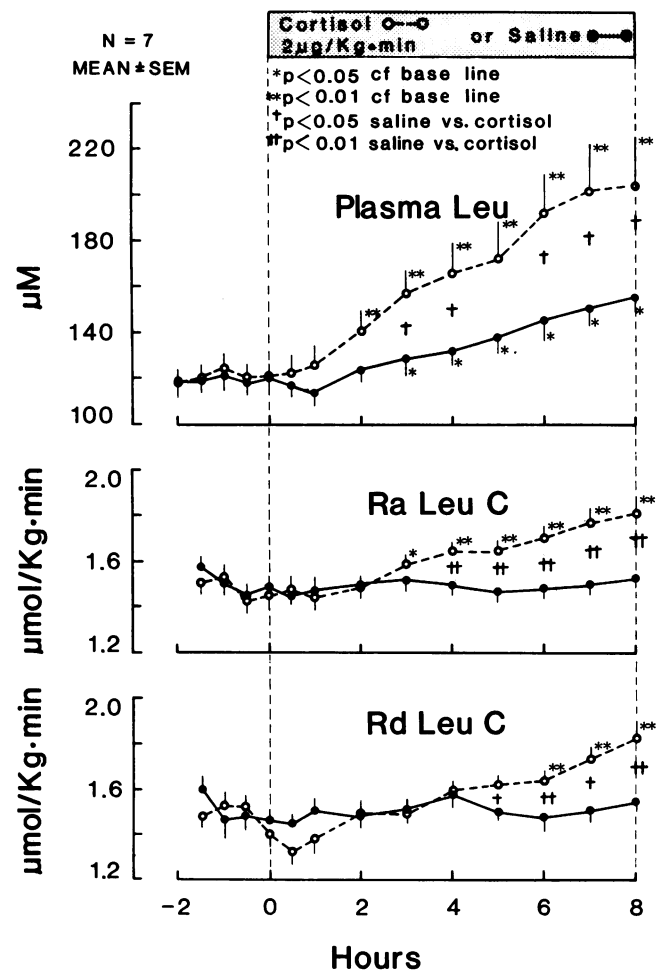 N = 7
MEAN ± SEM
Cortisol
2µg/Kg•min
or Saline
*p<0.05 cf base line
**p<0.01 cf base line
†p<0.05 saline vs. cortisol
††p<0.01 saline vs. cortisol
Plasma Leu
µM
220
180
140
100
** ** ** ** ** ** **
† † † † †
* * * * * *
Ra Leu C
µmol/Kg•min
2.0
1.6
1.2
* ** ** ** ** **
†† †† †† †† ††
Rd Leu C
µmol/Kg•min
2.0
1.6
1.2
** ** **
† †† † ††
-2 0 2 4 6 8
Hours